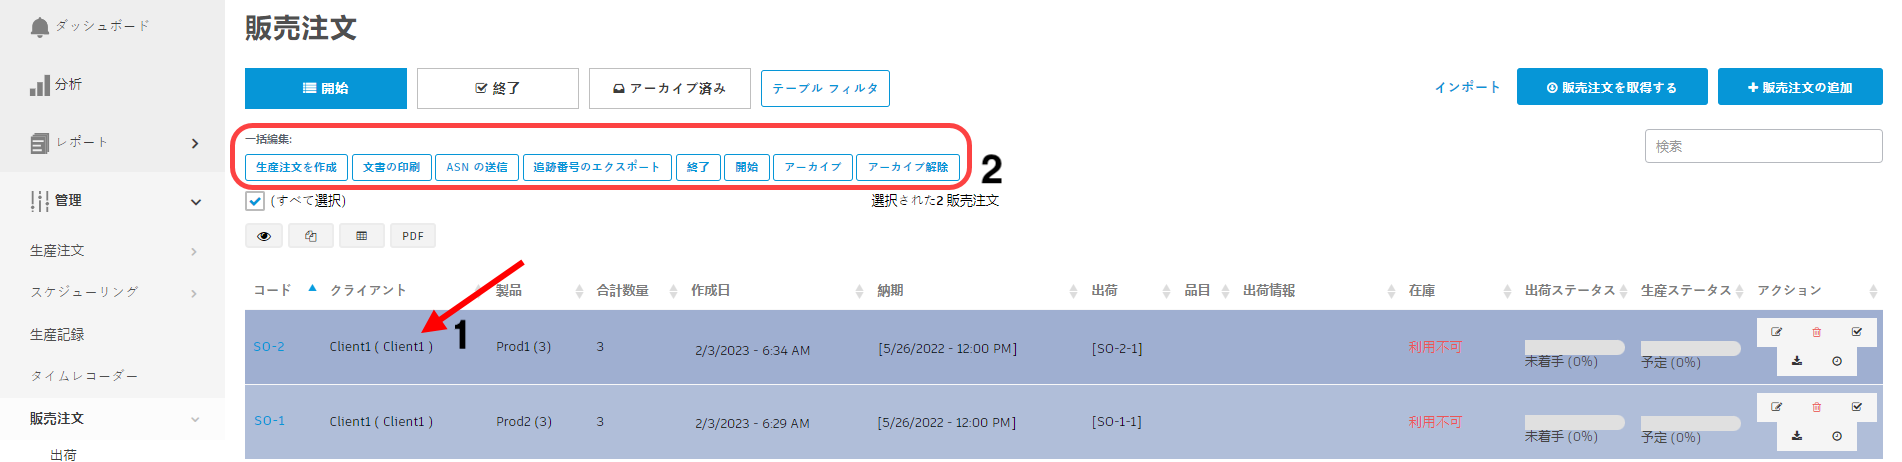 ダッシュボード
分析
レポート
管理
生産注文
スケジューリング
生産記録
タイムレコーダー
販売注文
出荷
販売注文
開始 終了 アーカイブ済み テーブル フィルタ インポート 販売注文を取得する 販売注文の追加
一括編集:
検索
生産注文を作成 文書の印刷 ASN の送信 追跡番号のエクスポート 終了 開始 アーカイブ アーカイブ解除 2
(すべて選択) 選択された2 販売注文
PDF
コード クライアント 製品 合計数量 作成日 納期 出荷 品目 出荷情報 在庫 出荷ステータス 生産ステータス アクション
1
SO-2 Client1 ( Client1 ) Prod1 (3) 3 2/3/2023 - 6:34 AM [5/26/2022 - 12:00 PM] [SO-2-1] 利用不可 未着手 (0%) 予定 (0%)
SO-1 Client1 ( Client1 ) Prod2 (3) 3 2/3/2023 - 6:29 AM [5/26/2022 - 12:00 PM] [SO-1-1] 利用不可 未着手 (0%) 予定 (0%)